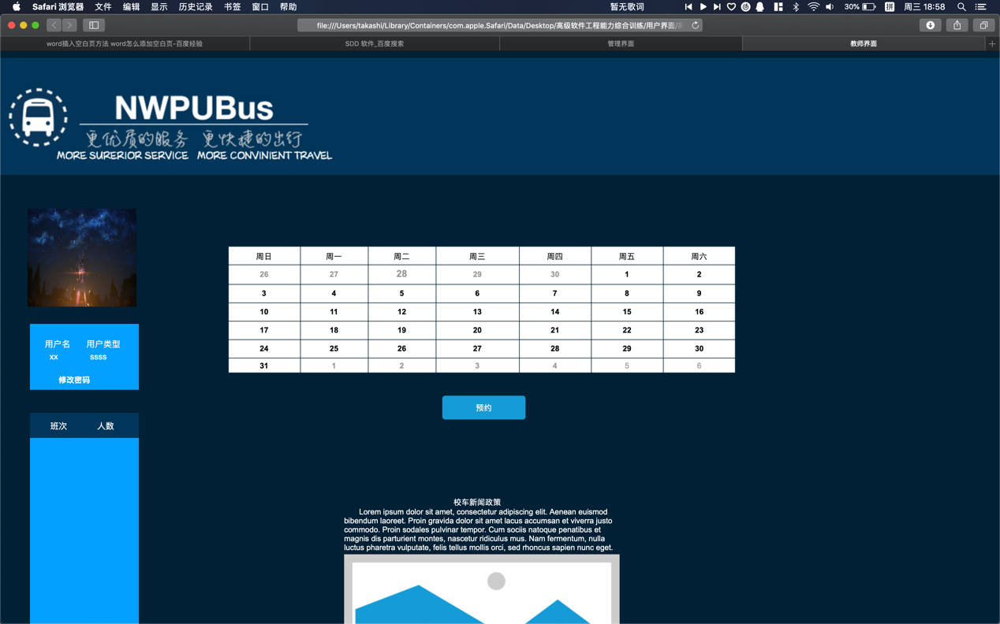 Safari 浏览器 文件 编辑 显示 历史记录 书签 窗口 帮助 暂无歌词 30% 拼 周三 18:58
file:///Users/takashi/Library/Containers/com.apple.Safari/Data/Desktop/高级软件工程能力综合训练/用户界面/
word插入空白页方法 word怎么添加空白页-百度经验 SDD 软件_百度搜索 管理界面 教师界面
NWPUBus
更优质的服务 更快捷的出行
MORE SURERIOR SERVICE MORE CONVINIENT TRAVEL
周日 周一 周二 周三 周四 周五 周六
26 27 28 29 30 1 2
3 4 5 6 7 8 9
10 11 12 13 14 15 16
17 18 19 20 21 22 23
24 25 26 27 28 29 30
31 1 2 3 4 5 6
预约
用户名 用户类型
xx ssss
修改密码
班次 人数
校车新闻政策
Lorem ipsum dolor sit amet, consectetur adipiscing elit. Aenean euismod
bibendum laoreet. Proin gravida dolor sit amet lacus accumsan et viverra justo
commodo. Proin sodales pulvinar tempor. Cum sociis natoque penatibus et
magnis dis parturient montes, nascetur ridiculus mus. Nam fermentum, nulla
luctus pharetra vulputate, felis tellus mollis orci, sed rhoncus sapien nunc eget.